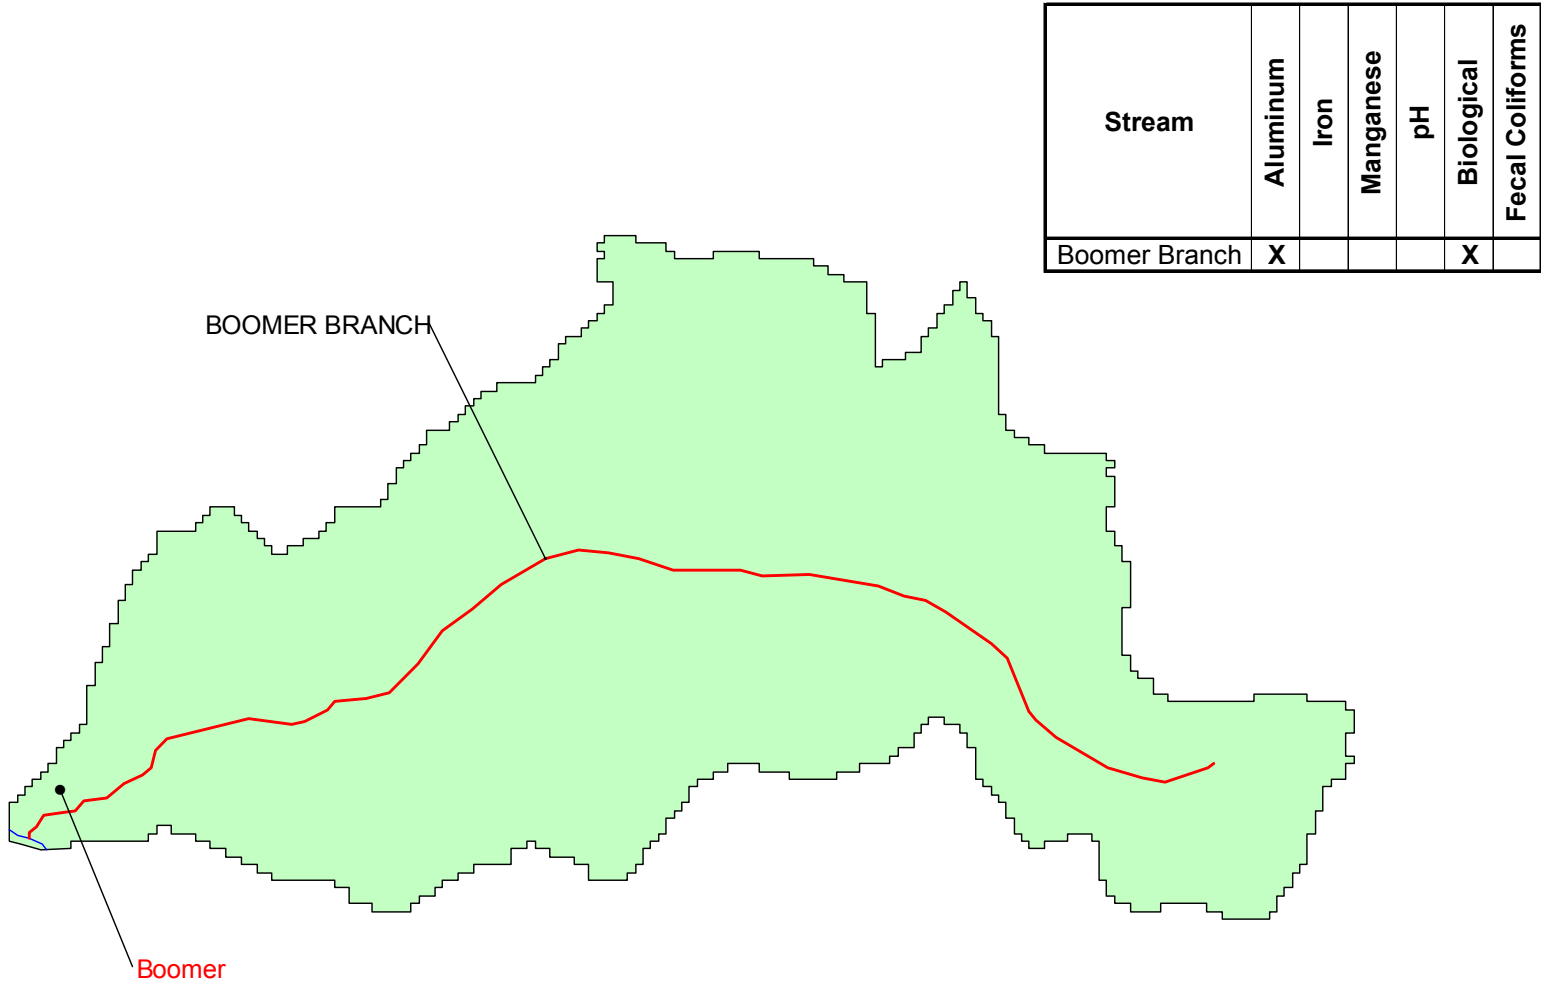 Stream
Aluminum
Iron
Manganese
pH
Biological
Fecal Coliforms
Boomer Branch X X
BOOMER BRANCH
Boomer